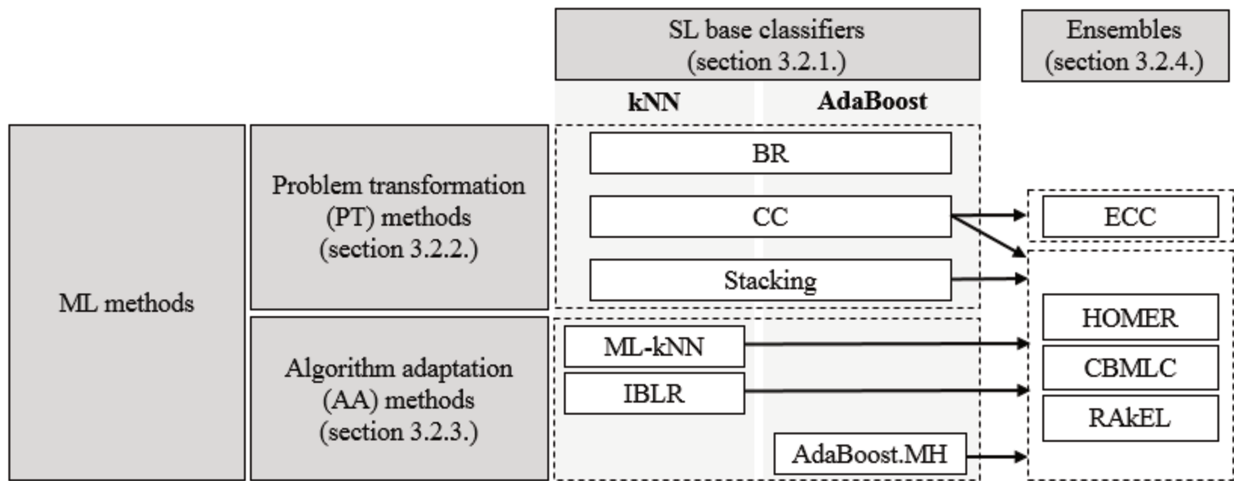 SL base classifiers
(section 3.2.1.)
Ensembles
(section 3.2.4.)
kNN
AdaBoost
ML methods
Problem transformation
(PT) methods
(section 3.2.2.)
BR
CC
Stacking
ECC
Algorithm adaptation
(AA) methods
(section 3.2.3.)
ML-kNN
IBLR
AdaBoost.MH
HOMER
CBMLC
RAkEL